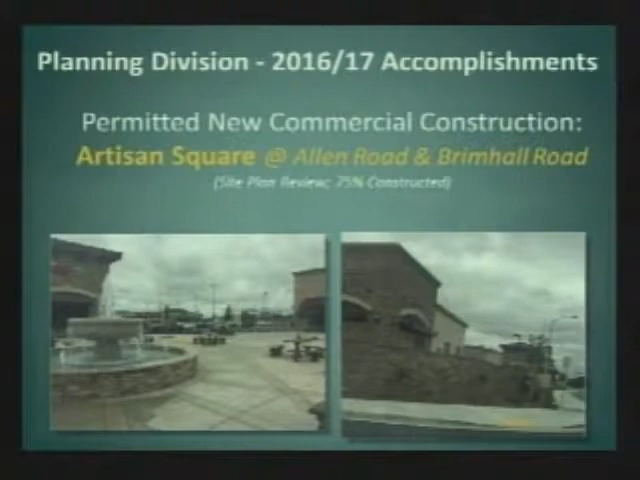 Planning Division - 2016/17 Accomplishments
Permitted New Commercial Construction:
Artisan Square @ Allen Road & Brimhall Road
(Site Plan Review; 75% Constructed)